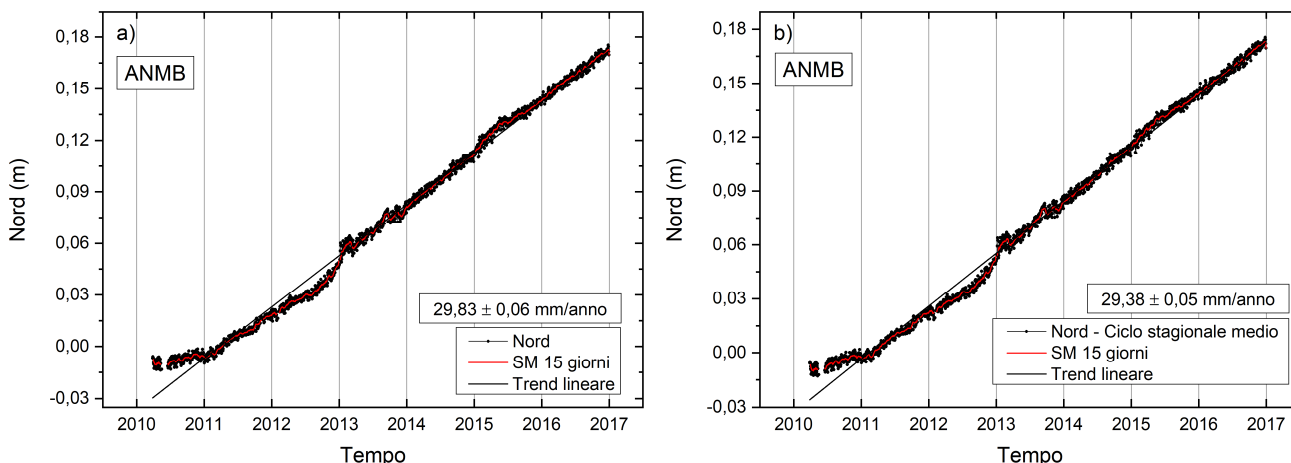 a)
ANMB
Nord (m)
0,18
0,15
0,12
0,09
0,06
0,03
0,00
-0,03
29,83 ± 0,06 mm/anno
Nord
SM 15 giorni
Trend lineare
2010 2011 2012 2013 2014 2015 2016 2017
Tempo
b)
ANMB
Nord (m)
0,18
0,15
0,12
0,09
0,06
0,03
0,00
-0,03
29,38 ± 0,05 mm/anno
Nord - Ciclo stagionale medio
SM 15 giorni
Trend lineare
2010 2011 2012 2013 2014 2015 2016 2017
Tempo